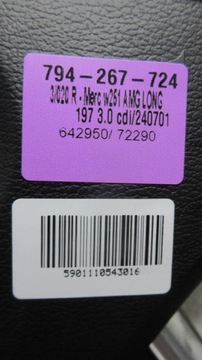 794-267-724
3/020 R - Merc w251 AMG LONG
197 3.0 cdi/240701
642950/ 72290
5901110543016